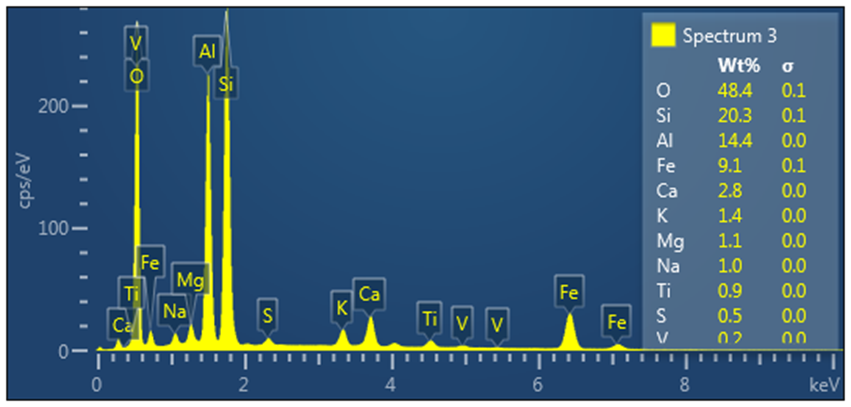 Spectrum 3
Wt% σ
O 48.4 0.1
Si 20.3 0.1
Al 14.4 0.0
Fe 9.1 0.1
Ca 2.8 0.0
K 1.4 0.0
Mg 1.1 0.0
Na 1.0 0.0
Ti 0.9 0.0
S 0.5 0.0
V 0.2 0.0
V
O
Al
Si
Fe
Ti
Mg
Ca
Na
S
K
Ca
Ti
V
V
Fe
Fe
cps/eV
200
100
0
0 2 4 6 8 keV